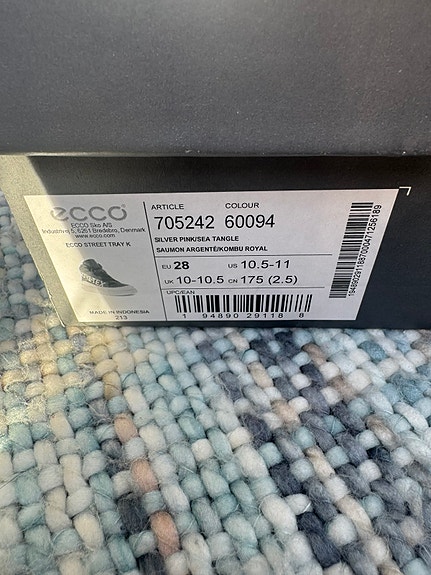 ecco
ECCO Sko A/S
Industrivej 5, 6261 Bredebro, Denmark
www.ecco.com
ECCO STREET TRAY K
MADE IN INDONESIA
213
ARTICLE COLOUR
705242 60094
SILVER PINK/SEA TANGLE
SAUMON ARGENTÉ/KOMBU ROYAL
EU 28 US 10.5-11
UK 10-10.5 CN 175 (2.5)
UPC/EAN
1 94890 29118 8